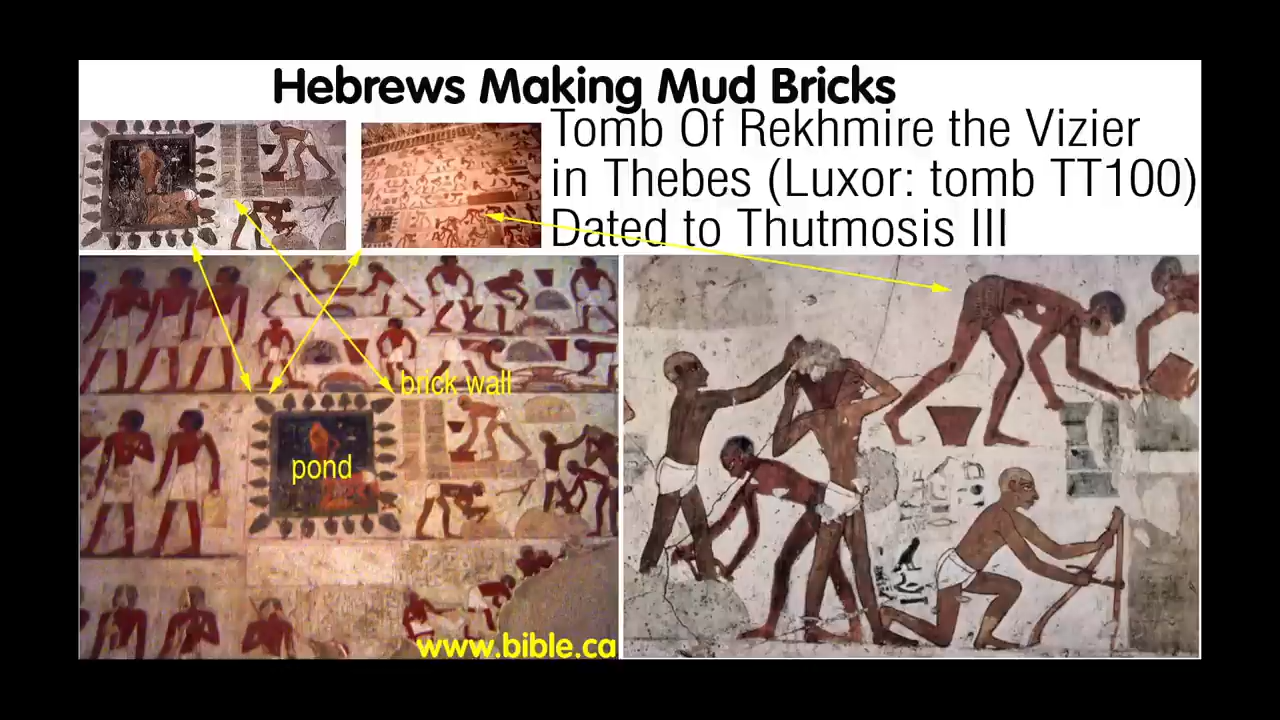 Hebrews Making Mud Bricks
Tomb Of Rekhmire the Vizier
in Thebes (Luxor: tomb TT100)
Dated to Thutmosis III
brick wall
pond
www.bible.ca